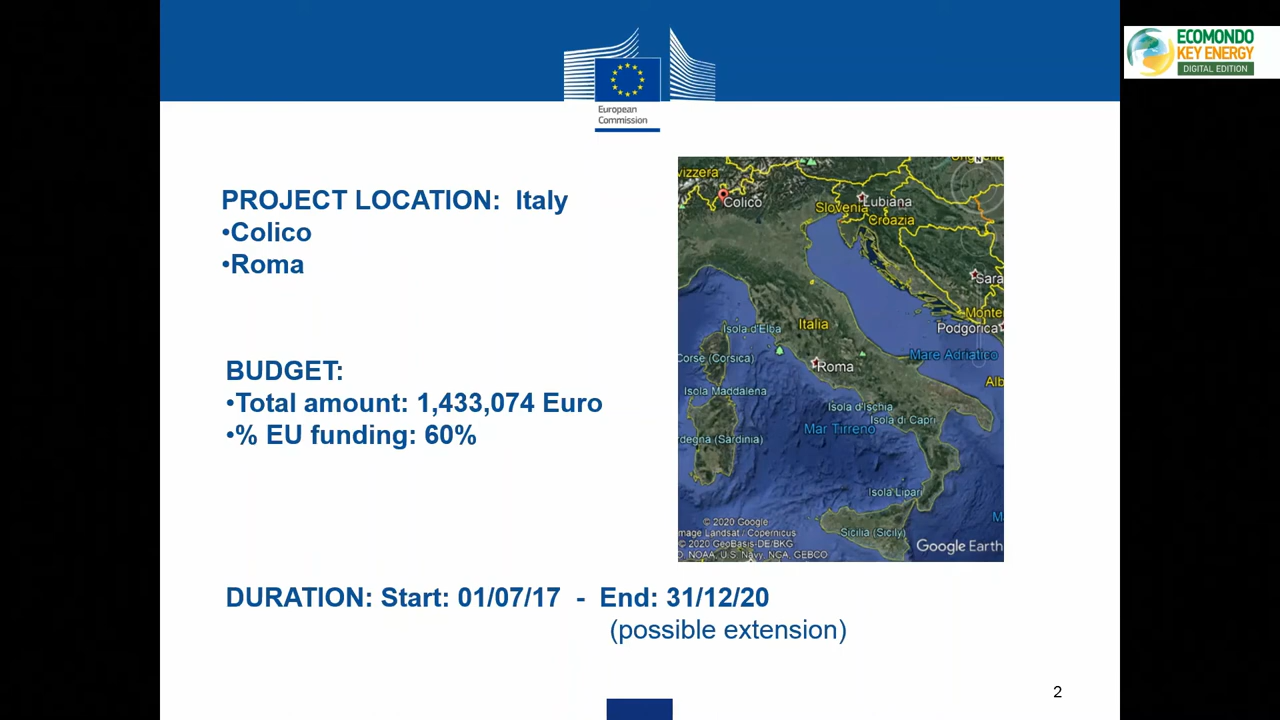 ECOMONDO
KEY ENERGY
DIGITAL EDITION
European
Commission
PROJECT LOCATION: Italy
•Colico
•Roma
BUDGET:
•Total amount: 1,433,074 Euro
•% EU funding: 60%
vizzera
Colico
Slovenia
Lubiana
Croazia
N
Sara
Monte
Podgorica
Isola d'Elba
Italia
Corse (Corsica)
Mare Adriatico
Roma
Alb
Isola Maddalena
Isola d'Ischia
Isola di Capri
Mar Tirreno
rdegna (Sardinia)
Isola Lipari
M
Sicilia (Sicily)
© 2020 Google
mage Landsat / Copernicus
© 2020 GeoBasis-DE/BKG
O, NOAA, U.S. Navy, NGA, GEBCO
Google Earth
DURATION: Start: 01/07/17 - End: 31/12/20
(possible extension)
2